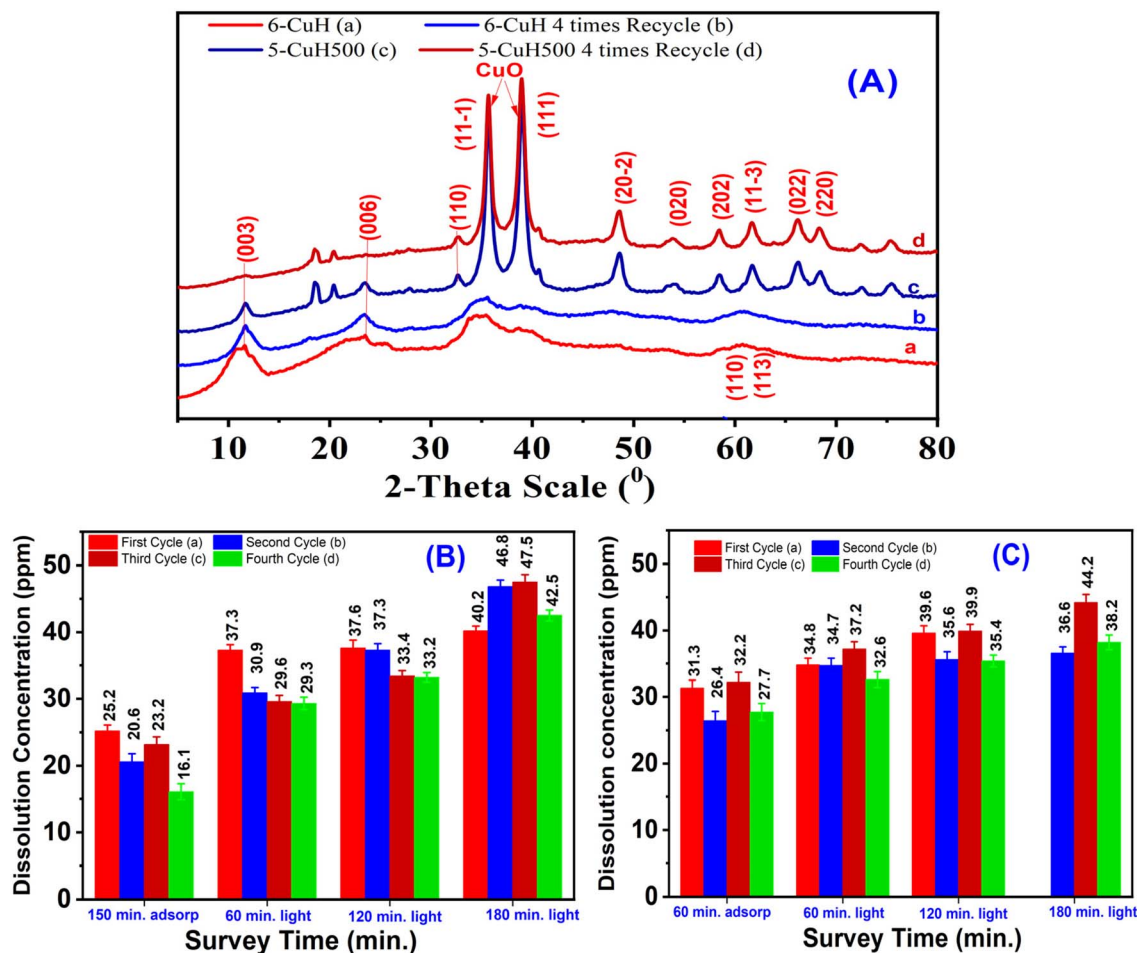 6-CuH (a) 6-CuH 4 times Recycle (b)
5-CuH500 (c) 5-CuH500 4 times Recycle (d)
CuO
(A)
(003)
(006)
(110)
(11-1)
(111)
(20-2)
(020)
(202)
(11-3)
(022)
(220)
d
c
b
a
(110)
(113)
10 20 30 40 50 60 70 80
2-Theta Scale (⁰)
First Cycle (a) Second Cycle (b)
Third Cycle (c) Fourth Cycle (d)
(B)
Dissolution Concentration (ppm)
50
40
30
20
10
0
25.2 20.6 23.2 16.1
37.3 30.9 29.6 29.3
37.6 37.3 33.4 33.2
40.2 46.8 47.5 42.5
150 min. adsorp 60 min. light 120 min. light 180 min. light
Survey Time (min.)
First Cycle (a) Second Cycle (b)
Third Cycle (c) Fourth Cycle (d)
(C)
Dissolution concentration (ppm)
50
40
30
20
10
0
31.3 26.4 32.2 27.7
34.8 34.7 37.2 32.6
39.6 35.6 39.9 35.4
36.6 44.2 38.2
60 min. adsorp 60 min. light 120 min. light 180 min. light
Survey Time (min.)